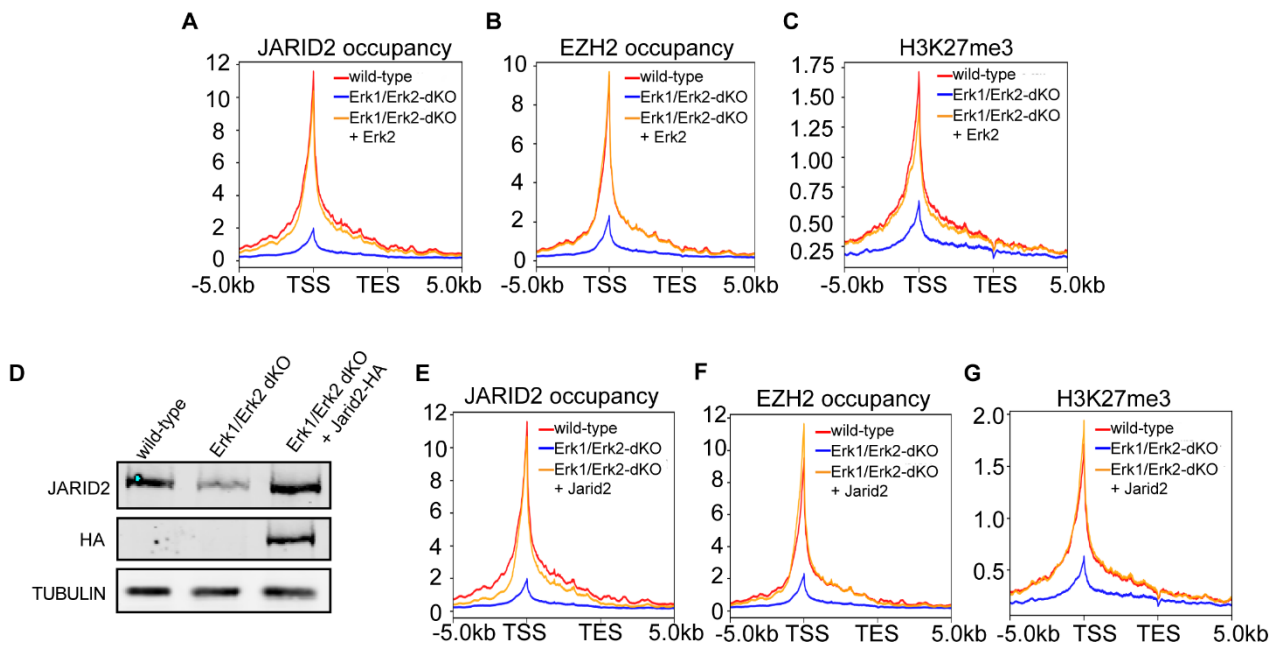 A
JARID2 occupancy
12
10
8
6
4
2
0
wild-type
Erk1/Erk2-dKO
Erk1/Erk2-dKO
+ Erk2
-5.0kb TSS TES 5.0kb
B
EZH2 occupancy
10
8
6
4
2
0
wild-type
Erk1/Erk2-dKO
Erk1/Erk2-dKO
+ Erk2
-5.0kb TSS TES 5.0kb
C
H3K27me3
1.75
1.50
1.25
1.00
0.75
0.50
0.25
wild-type
Erk1/Erk2-dKO
Erk1/Erk2-dKO
+ Erk2
-5.0kb TSS TES 5.0kb
D
wild-type
Erk1/Erk2 dKO
Erk1/Erk2 dKO
+ Jarid2-HA
JARID2
HA
TUBULIN
E
JARID2 occupancy
12
10
8
6
4
2
0
wild-type
Erk1/Erk2-dKO
Erk1/Erk2-dKO
+ Jarid2
-5.0kb TSS TES 5.0kb
F
EZH2 occupancy
12
10
8
6
4
2
0
wild-type
Erk1/Erk2-dKO
Erk1/Erk2-dKO
+ Jarid2
-5.0kb TSS TES 5.0kb
G
H3K27me3
2.0
1.5
1.0
0.5
wild-type
Erk1/Erk2-dKO
Erk1/Erk2-dKO
+ Jarid2
-5.0kb TSS TES 5.0kb